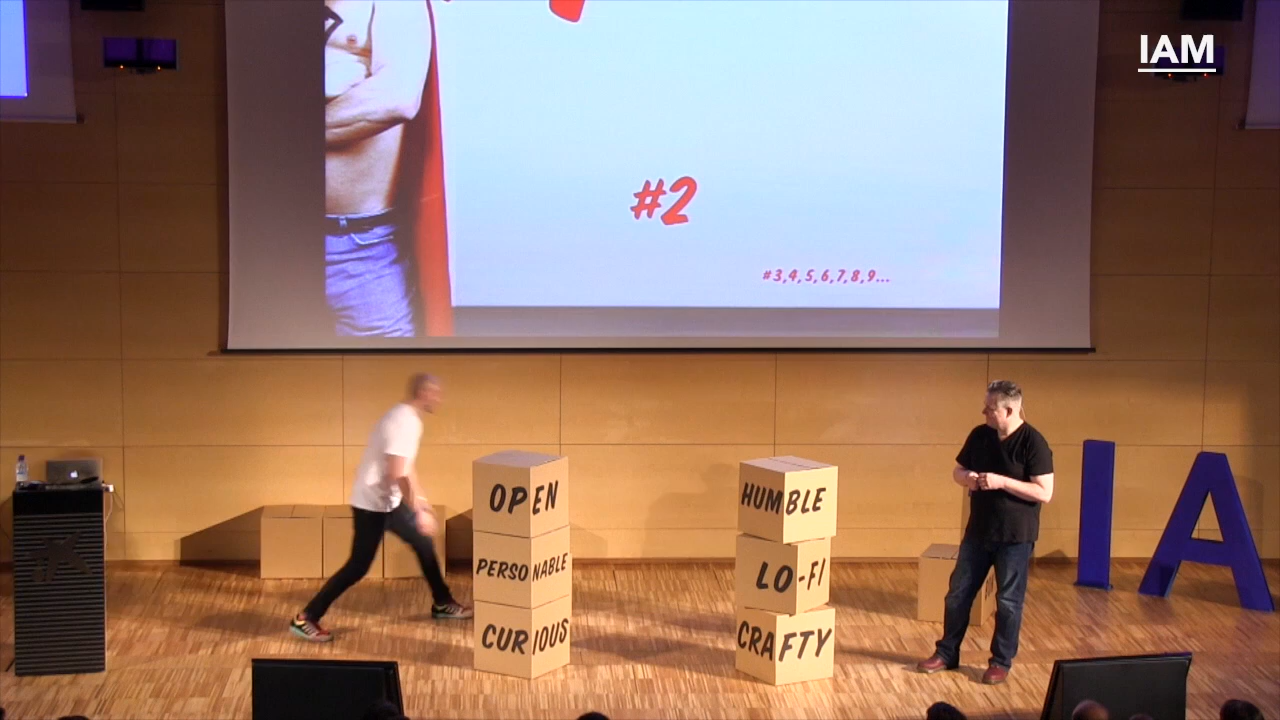 IAM
#2
#3,4,5,6,7,8,9...
OPEN
PERSONABLE
CURIOUS
HUMBLE
LO-FI
CRAFTY
IA